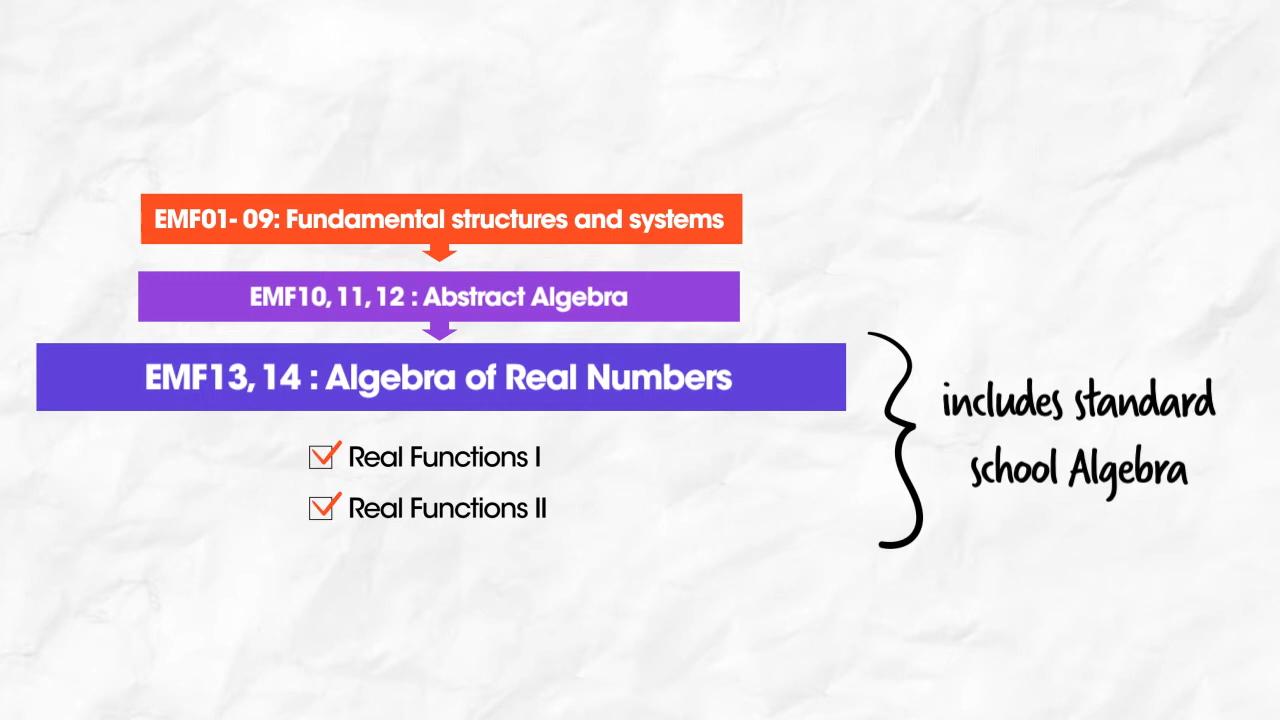 EMF01- 09: Fundamental structures and systems
EMF10, 11, 12 : Abstract Algebra
EMF13, 14 : Algebra of Real Numbers
Real Functions I
Real Functions II
includes standard
school Algebra